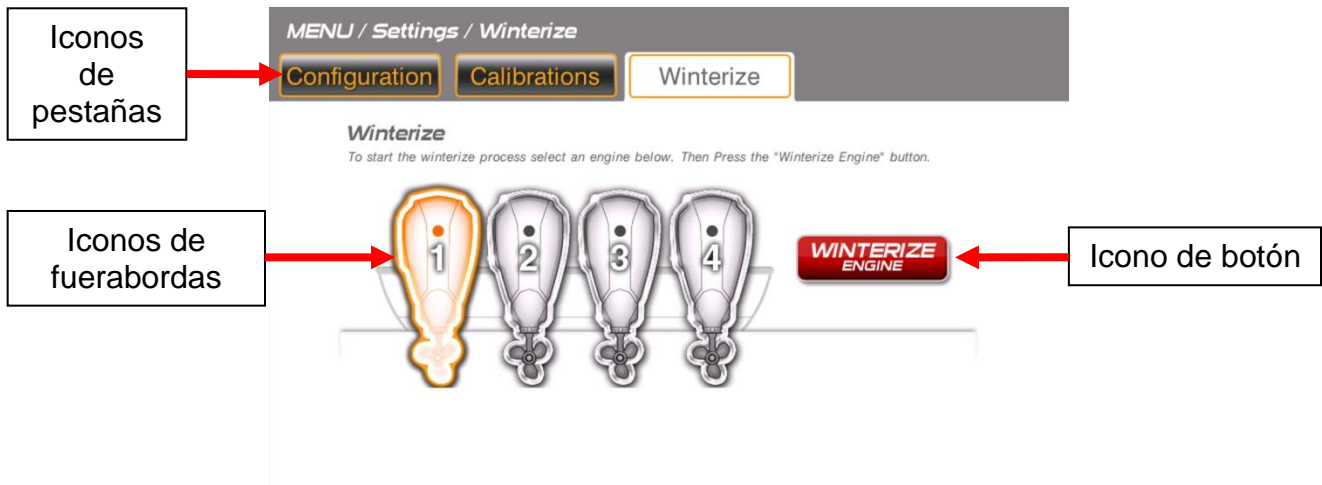 Iconos
de
pestañas
MENU / Settings / Winterize
Configuration
Calibrations
Winterize
Winterize
To start the winterize process select an engine below. Then Press the "Winterize Engine" button.
Iconos de
fuerabordas
1
2
3
4
WINTERIZE
ENGINE
Icono de botón